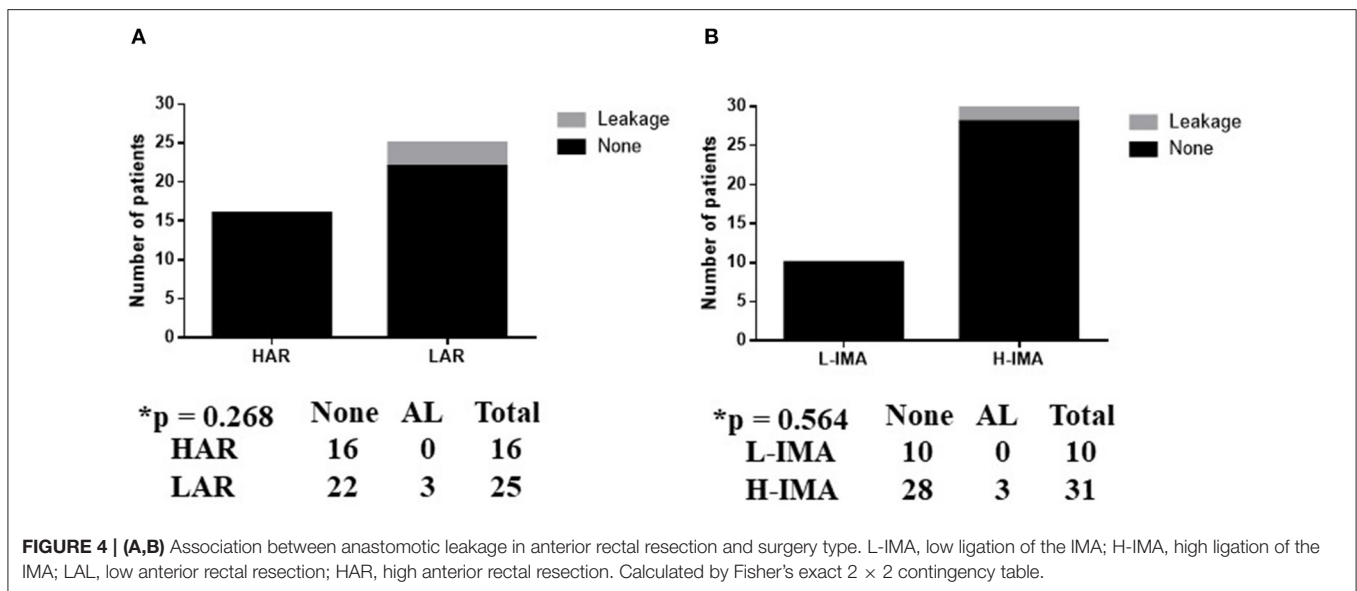 A
Number of patients
30
25
20
15
10
5
0
HAR
LAR
Leakage
None
*p = 0.268 None AL Total
HAR 16 0 16
LAR 22 3 25
B
Number of patients
30
25
20
15
10
5
0
L-IMA
H-IMA
Leakage
None
*p = 0.564 None AL Total
L-IMA 10 0 10
H-IMA 28 3 31
FIGURE 4 | (A,B) Association between anastomotic leakage in anterior rectal resection and surgery type. L-IMA, low ligation of the IMA; H-IMA, high ligation of the
IMA; LAL, low anterior rectal resection; HAR, high anterior rectal resection. Calculated by Fisher's exact 2 × 2 contingency table.